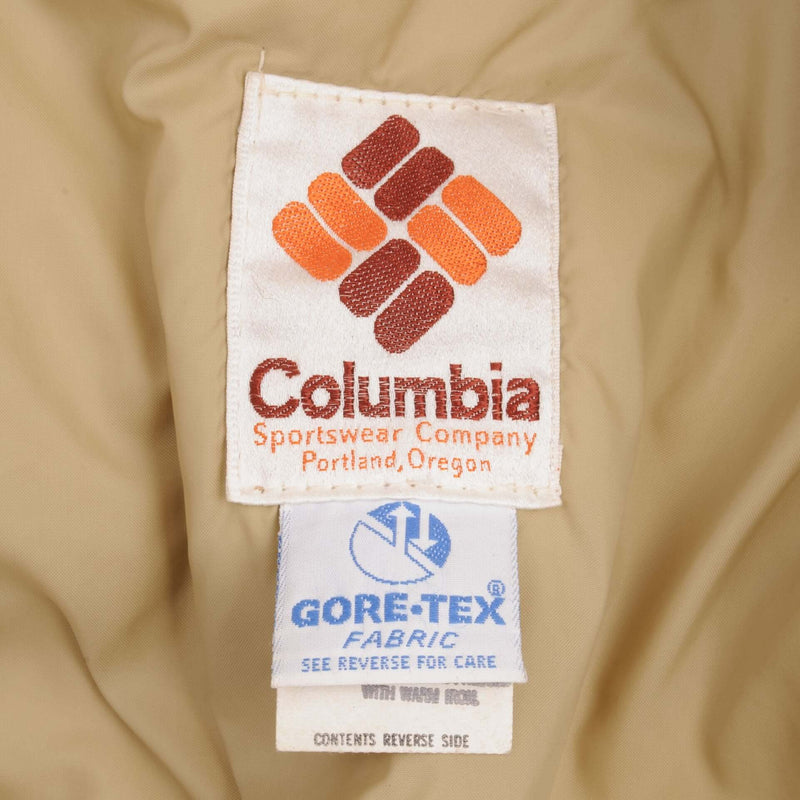 Columbia
Sportswear Company
Portland, Oregon
GORE-TEX®
FABRIC
SEE REVERSE FOR CARE
WITH WARM IRON.
CONTENTS REVERSE SIDE